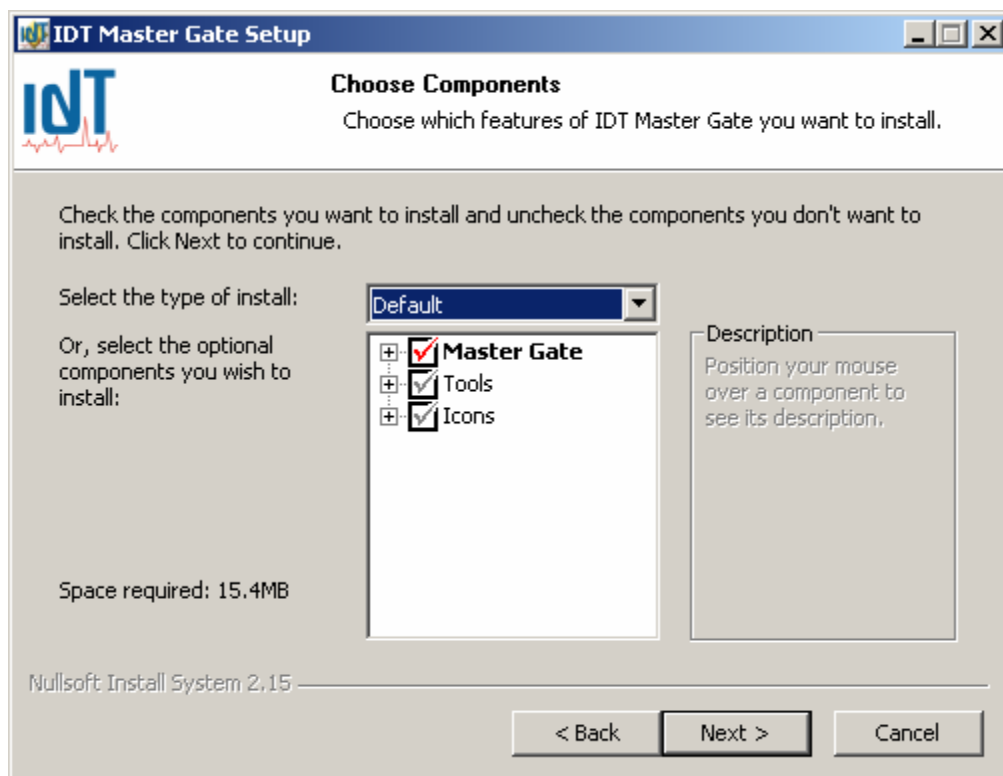 IDT Master Gate Setup
IDT
Choose Components
Choose which features of IDT Master Gate you want to install.
Check the components you want to install and uncheck the components you don't want to
install. Click Next to continue.
Select the type of install:
Default
Or, select the optional
components you wish to
install:
Master Gate
Tools
Icons
Description
Position your mouse
over a component to
see its description.
Space required: 15.4MB
Nullsoft Install System 2.15
< Back
Next >
Cancel